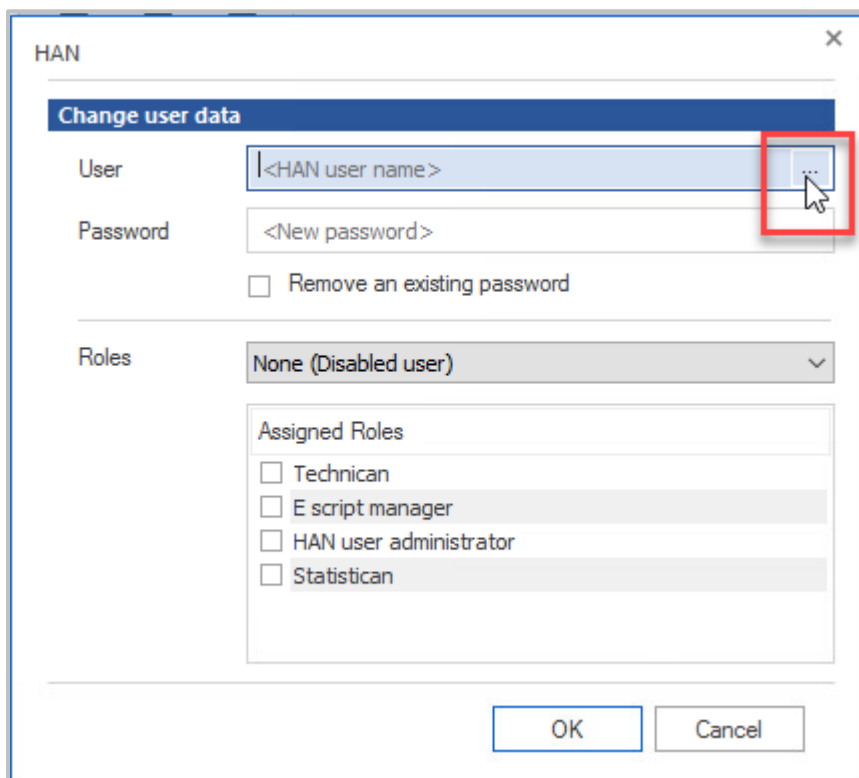 HAN
Change user data
User <HAN user name> ...
Password <New password>
Remove an existing password
Roles None (Disabled user)
Assigned Roles
Technican
E script manager
HAN user administrator
Statistican
OK Cancel